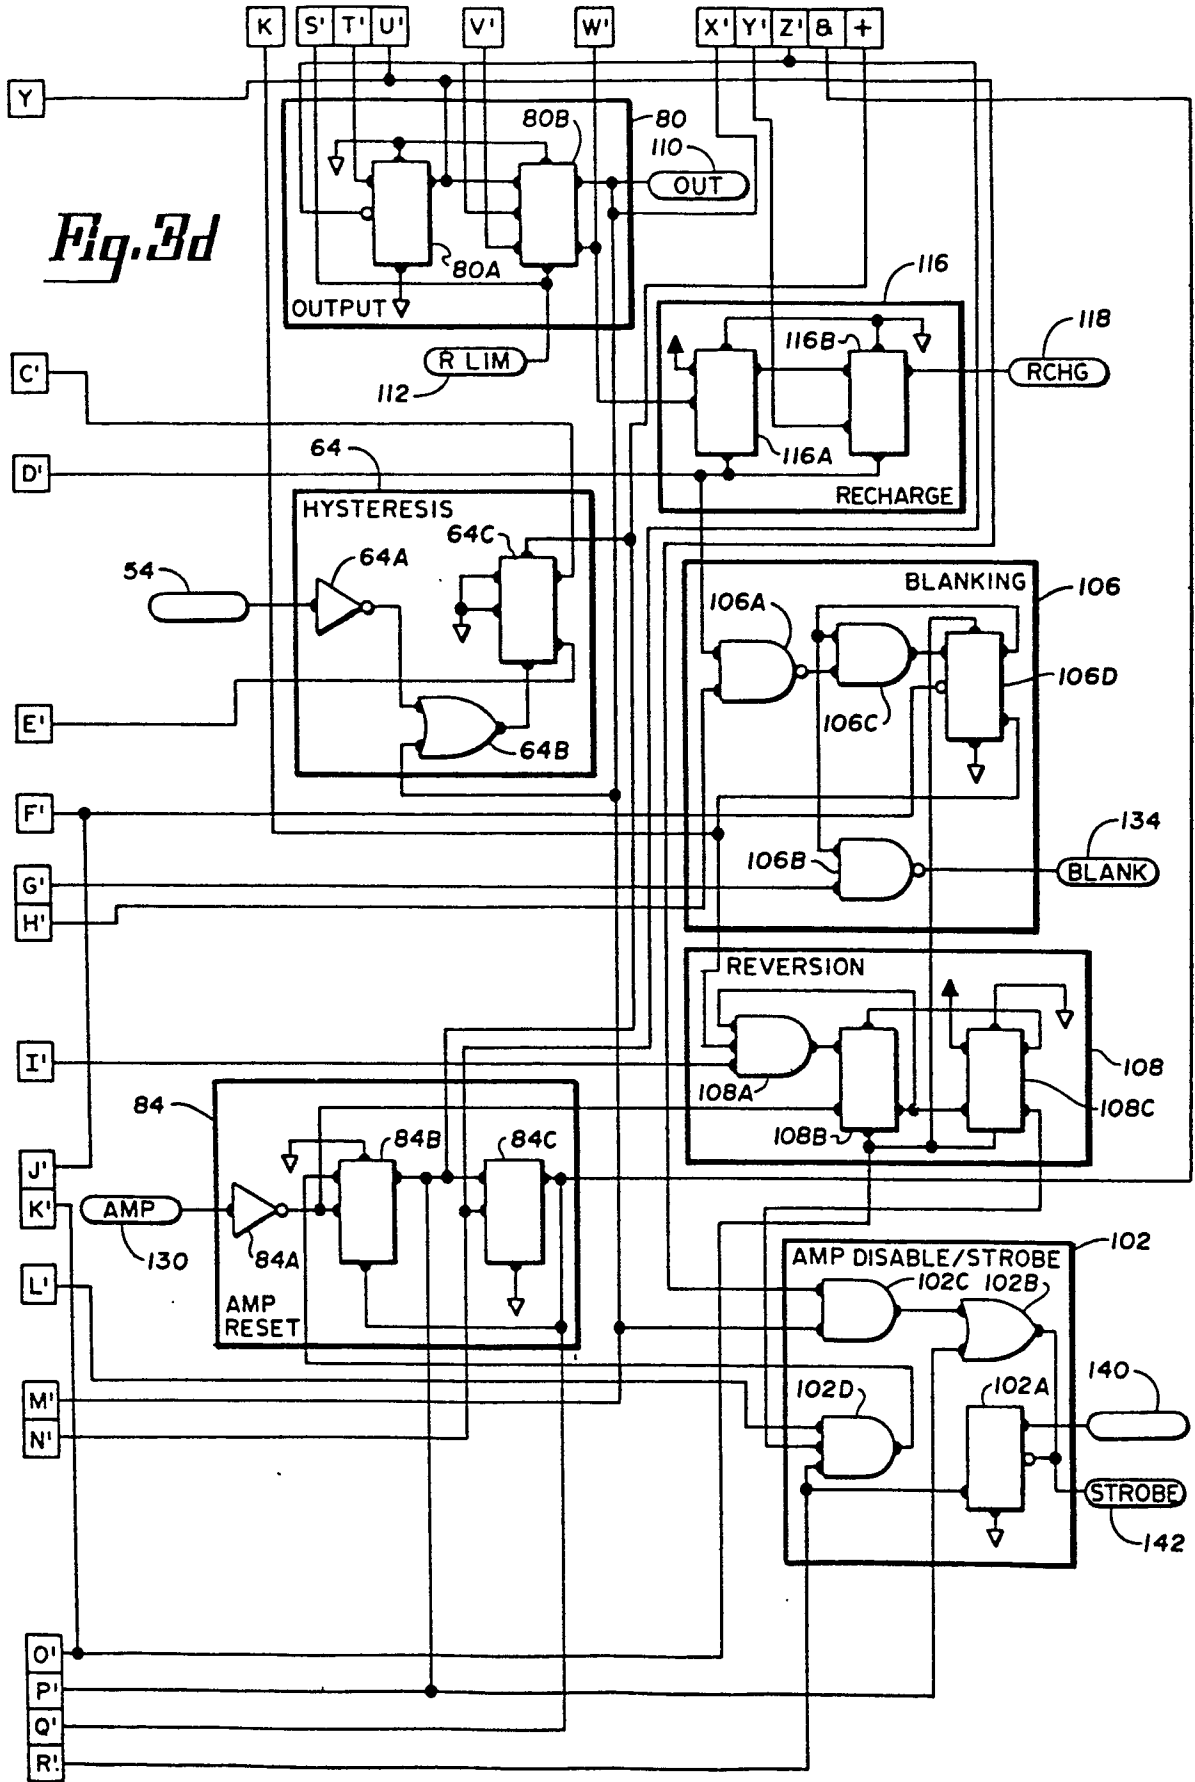 K S' T' U' V' W' X' Y' Z' & +
Y
80B
80
110
OUT
Fig. 3d
80A
OUTPUT
116
116B
118
RCHG
C'
R LIM
112
116A
D'
64
RECHARGE
HYSTERESIS
64C
64A
54
BLANKING
106
106A
106D
106C
E'
64B
F'
134
106B
BLANK
G'
H'
REVERSION
I'
108
108A
108C
84
84B
84C
108B
J'
K'
AMP
130
84A
AMP DISABLE/STROBE
102
102C 102B
L'
AMP
RESET
102D
102A
140
M'
N'
STROBE
142
O'
P'
Q'
R'